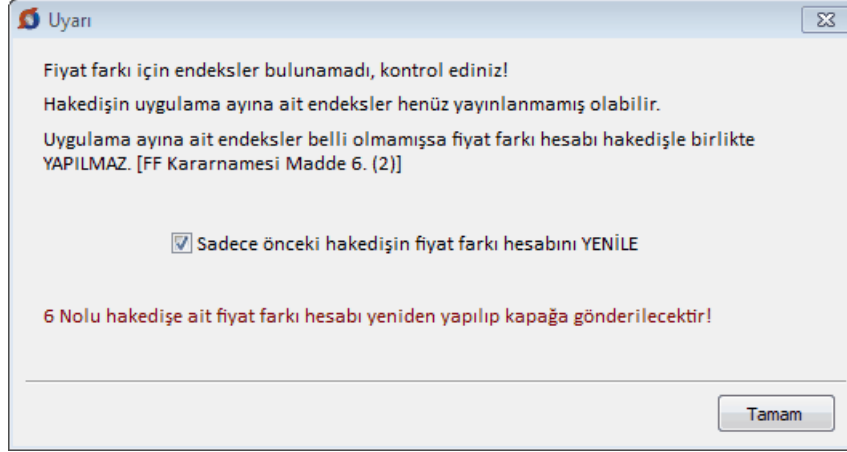 Uyarı
Fiyat farkı için endeksler bulunamadı, kontrol ediniz!
Hakedişin uygulama ayına ait endeksler henüz yayınlanmamış olabilir.
Uygulama ayına ait endeksler belli olmamışsa fiyat farkı hesabı hakedişle birlikte
YAPILMAZ. [FF Kararnamesi Madde 6. (2)]
Sadece önceki hakedişin fiyat farkı hesabını YENİLE
6 Nolu hakedişe ait fiyat farkı hesabı yeniden yapılıp kapağa gönderilecektir!
Tamam